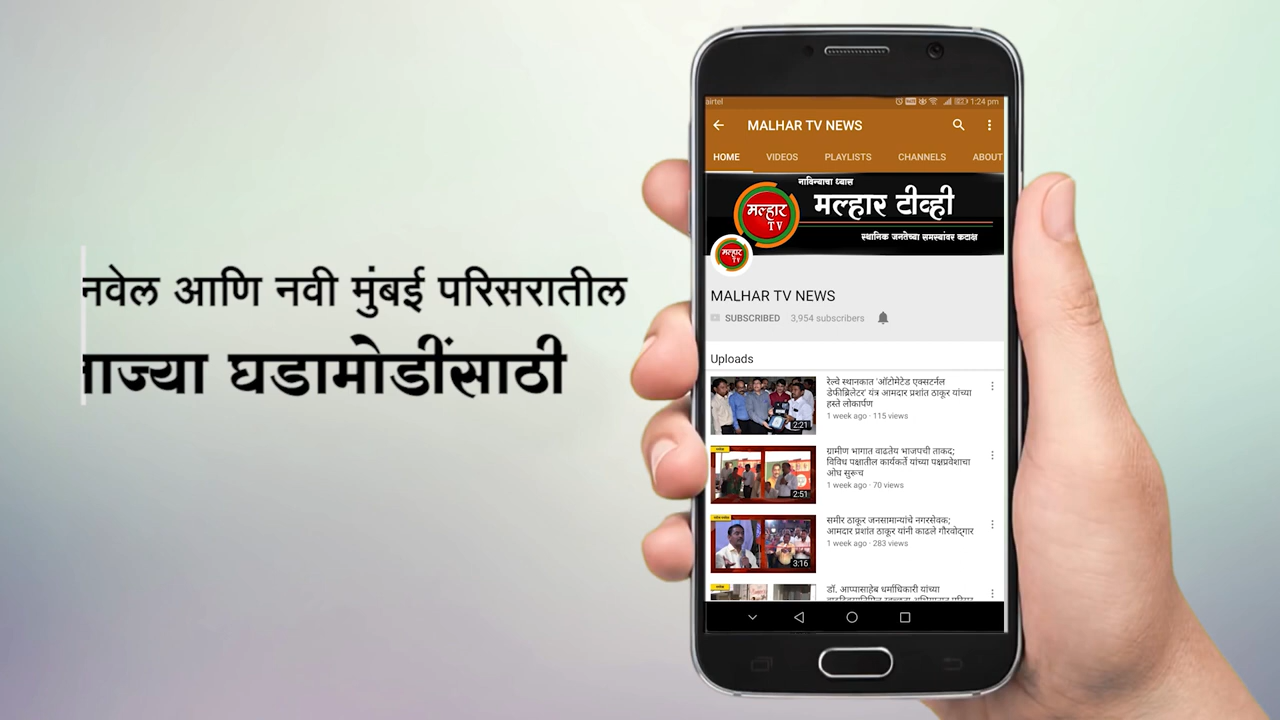 नवेल आणि नवी मुंबई परिसरातील
ाज्या घडामोडींसाठी
airtel
1:24 pm
MALHAR TV NEWS
HOME VIDEOS PLAYLISTS CHANNELS ABOUT
नाविन्याचा ध्यास
मल्हार TV
मल्हार टीव्ही
स्थानिक जनतेच्या समस्यांवर कटाक्ष
मल्हार TV
MALHAR TV NEWS
SUBSCRIBED 3,954 subscribers
Uploads
रेल्वे स्थानकात 'ऑटोमेटेड एक्सटर्नल
डेफीब्रिलेटर' यंत्र आमदार प्रशांत ठाकूर यांच्या
हस्ते लोकार्पण
1 week ago · 115 views
2:21
ग्रामीण भागात वाढतेय भाजपची ताकद;
विविध पक्षातील कार्यकर्ते यांच्या पक्षप्रवेशाचा
ओघ सुरूच
1 week ago · 70 views
2:51
समीर ठाकूर जनसामान्यांचे नगरसेवक;
आमदार प्रशांत ठाकूर यांनी काढले गौरवोद्गार
1 week ago · 283 views
3:16
डॉ. आप्पासाहेब धर्माधिकारी यांच्या